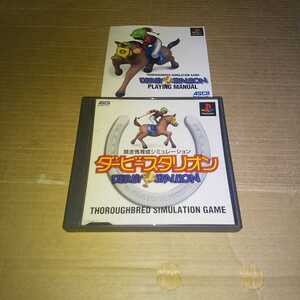 THOROUGHBRED SIMULATION GAME
DERBY STALLION
PLAYING MANUAL
ASCII
ASCII
競走馬育成シミュレーション
ダービースタリオン
DERBY STALLION
THOROUGHBRED SIMULATION GAME